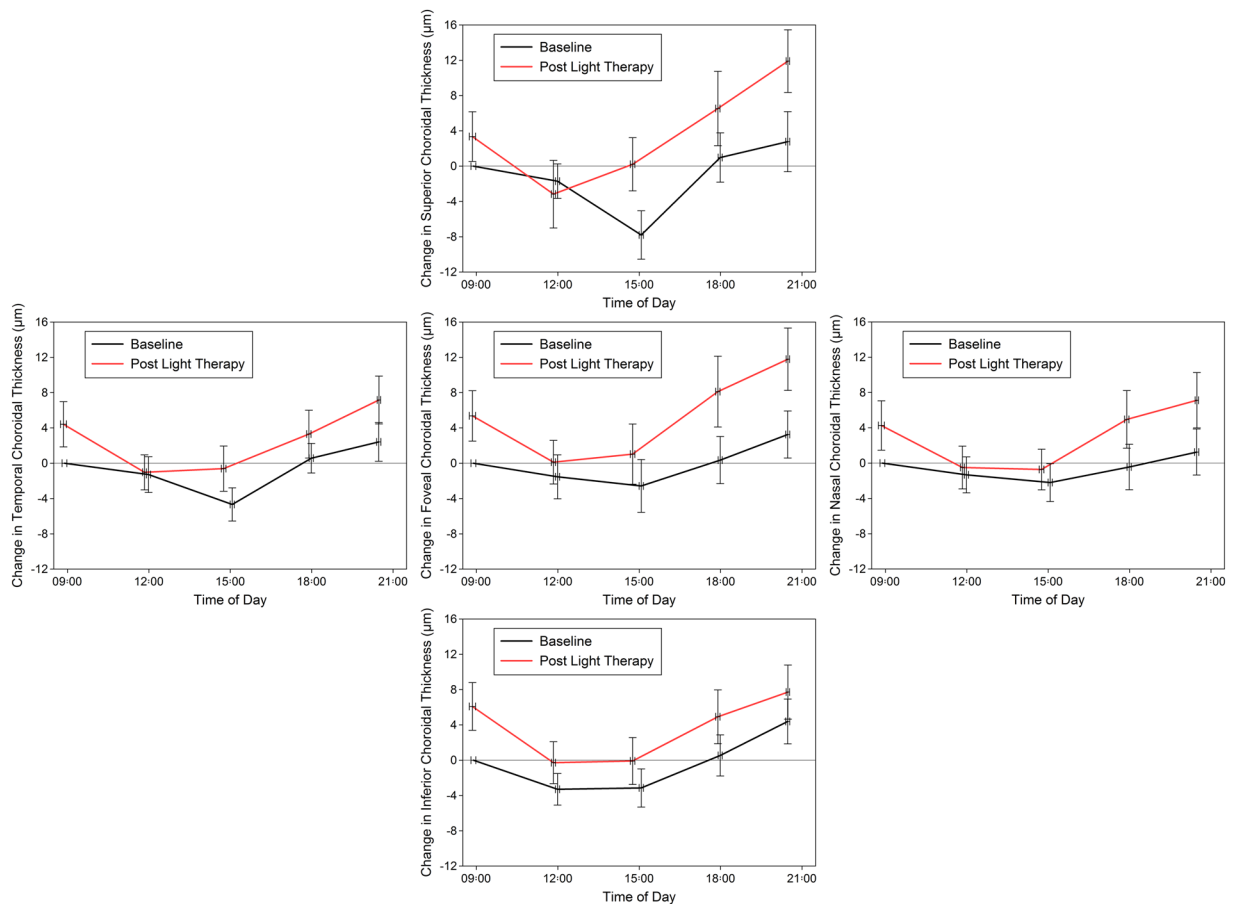 Change in Superior Choroidal Thickness (µm)
16
12
8
4
0
-4
-8
-12
Baseline
Post Light Therapy
09:00 12:00 15:00 18:00 21:00
Time of Day
Change in Temporal Choroidal Thickness (µm)
16
12
8
4
0
-4
-8
-12
Baseline
Post Light Therapy
09:00 12:00 15:00 18:00 21:00
Time of Day
Change in Foveal Choroidal Thickness (µm)
16
12
8
4
0
-4
-8
-12
Baseline
Post Light Therapy
09:00 12:00 15:00 18:00 21:00
Time of Day
Change in Nasal Choroidal Thickness (µm)
16
12
8
4
0
-4
-8
-12
Baseline
Post Light Therapy
09:00 12:00 15:00 18:00 21:00
Time of Day
Change in Inferior Choroidal Thickness (µm)
16
12
8
4
0
-4
-8
-12
Baseline
Post Light Therapy
09:00 12:00 15:00 18:00 21:00
Time of Day